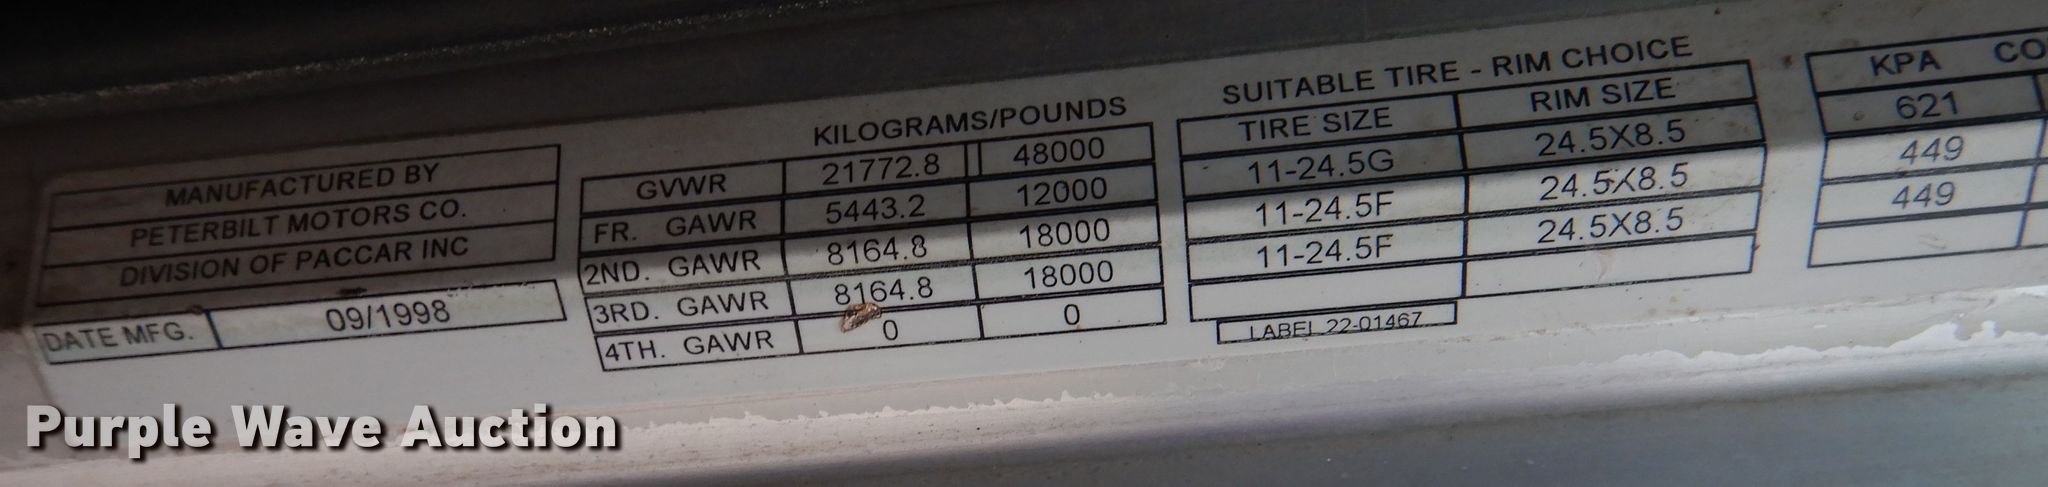 MANUFACTURED BY
PETERBILT MOTORS CO.
DIVISION OF PACCAR INC
DATE MFG. 09/1998
KILOGRAMS/POUNDS
GVWR 21772.8 48000
FR. GAWR 5443.2 12000
2ND. GAWR 8164.8 18000
3RD. GAWR 8164.8 18000
4TH. GAWR 0 0
SUITABLE TIRE - RIM CHOICE
TIRE SIZE RIM SIZE
11-24.5G 24.5X8.5
11-24.5F 24.5X8.5
11-24.5F 24.5X8.5
LABEL 22-01467
KPA CO
621
449
449
Purple Wave Auction